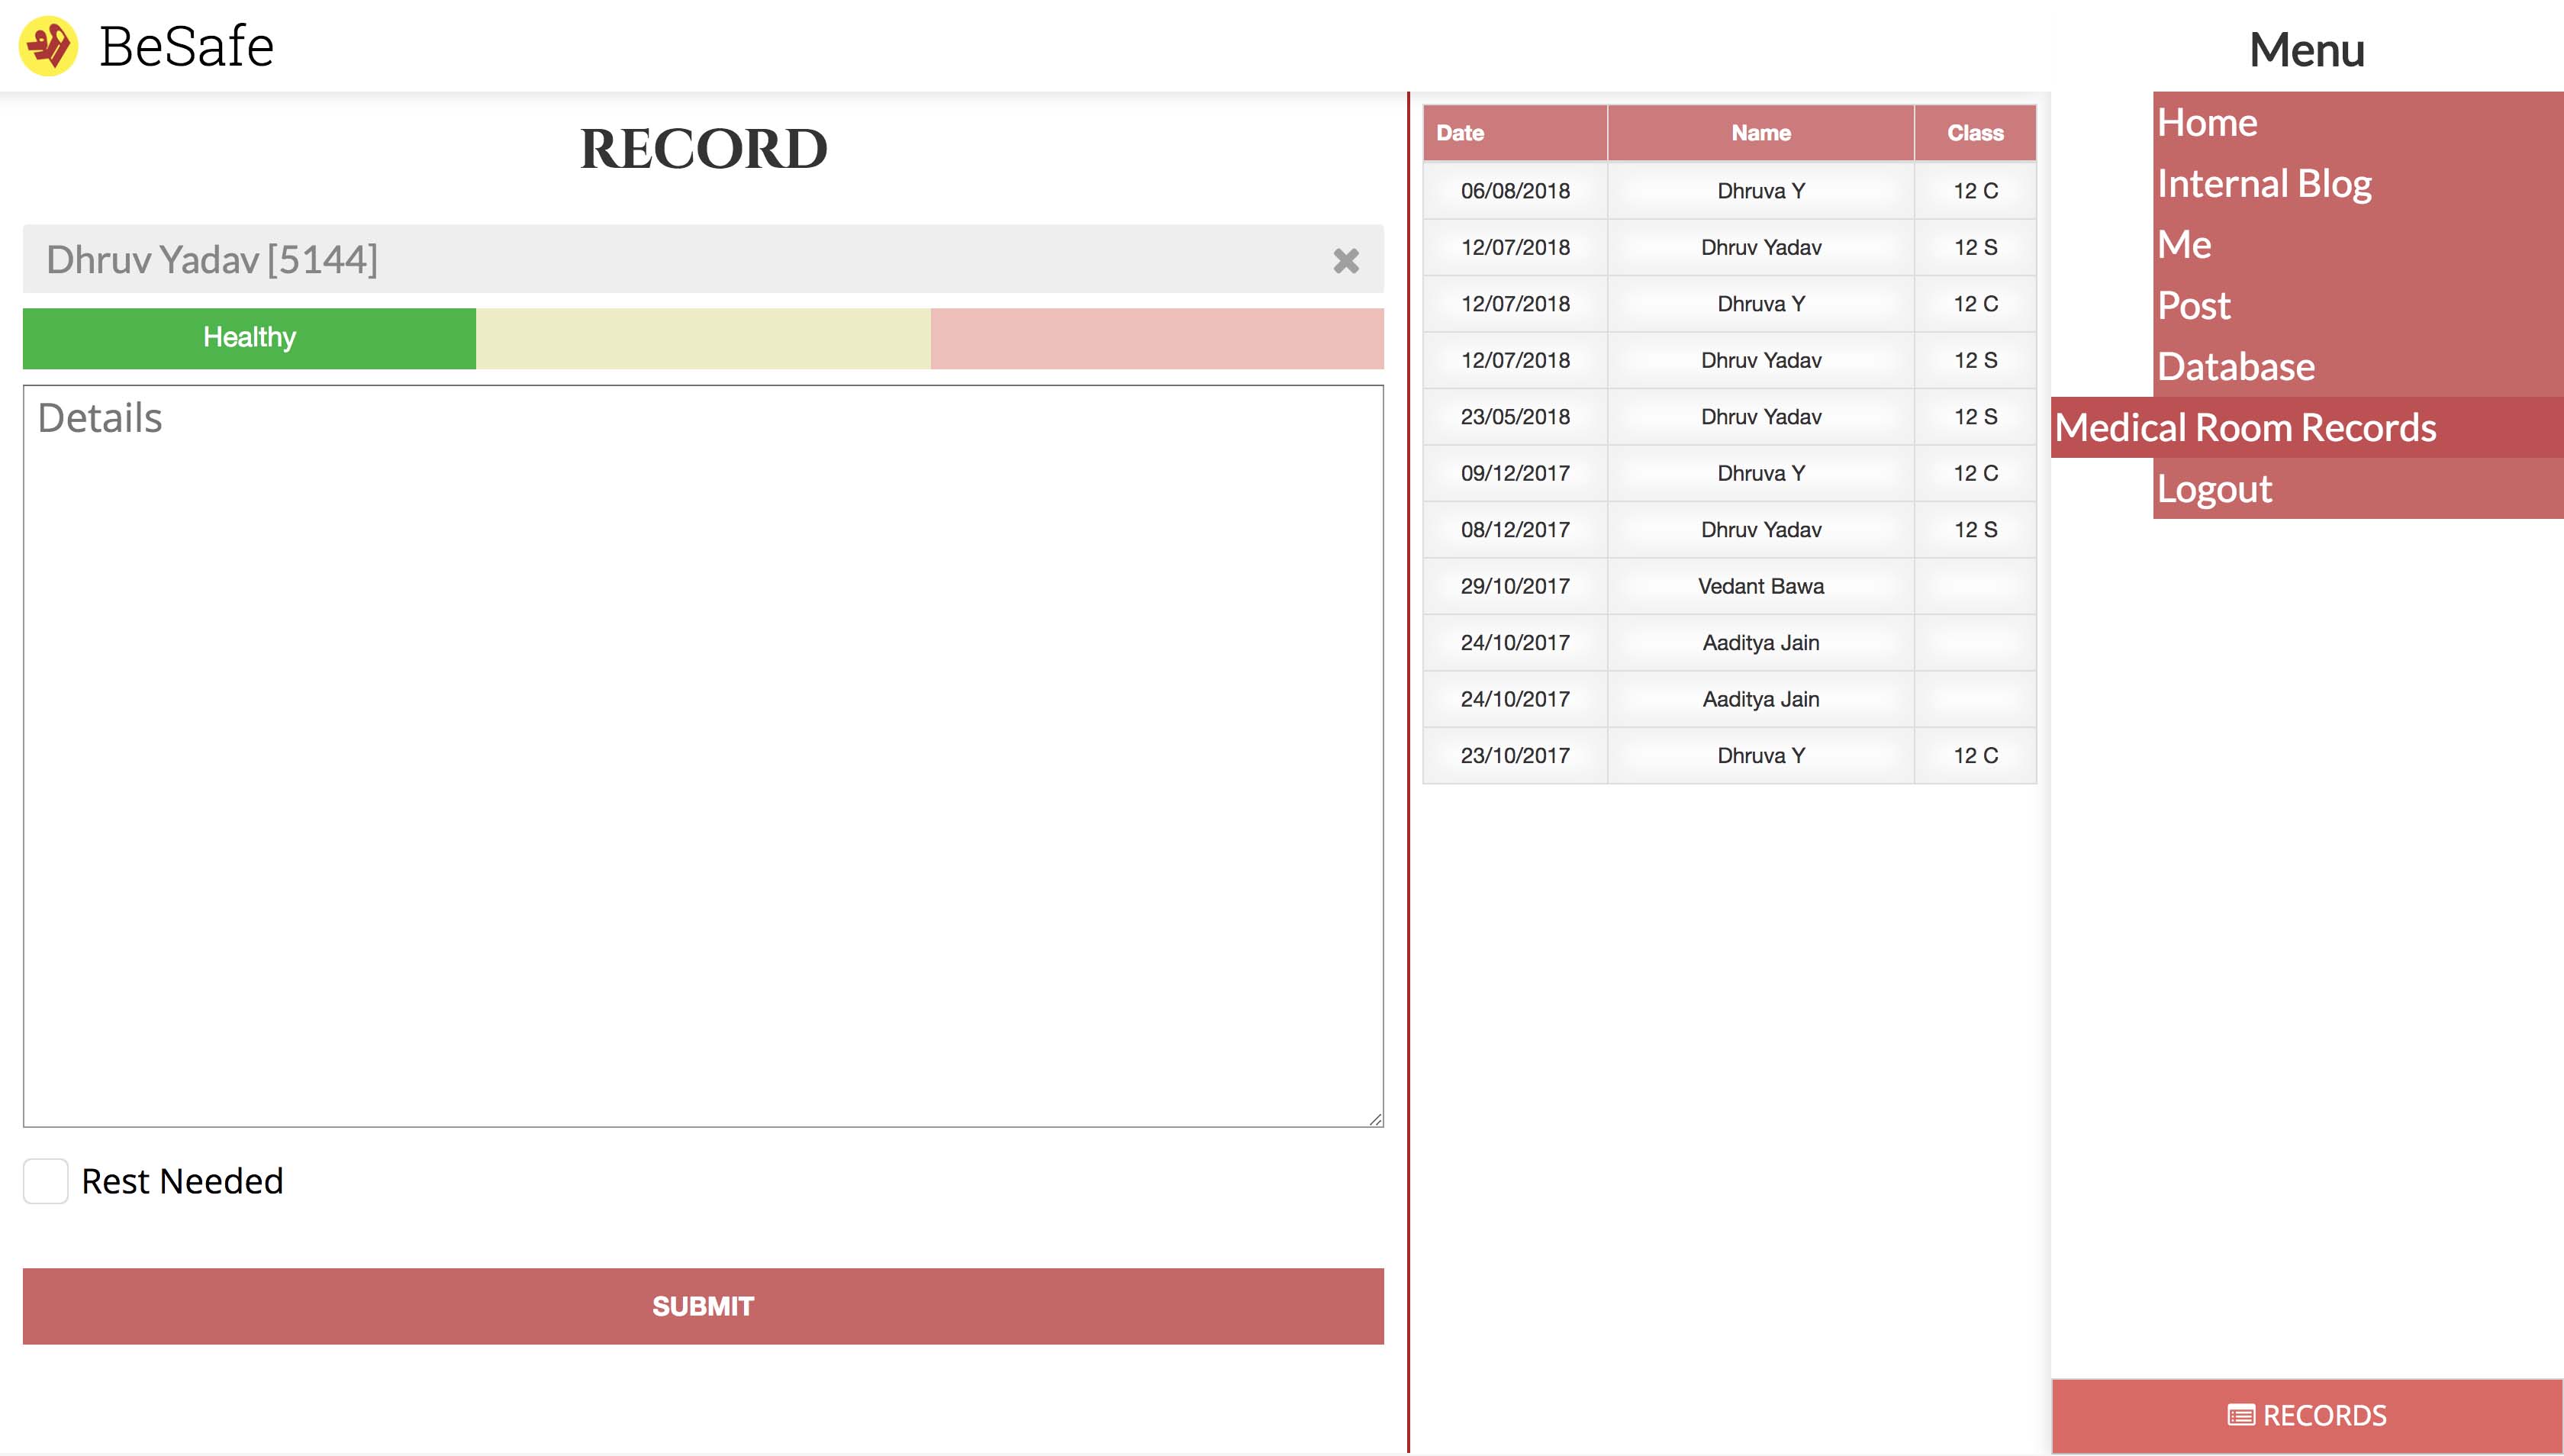 BeSafe
RECORD
Dhruv Yadav [5144]
Healthy
Details
Rest Needed
SUBMIT
Date Name Class
06/08/2018 Dhruva Y 12 C
12/07/2018 Dhruv Yadav 12 S
12/07/2018 Dhruva Y 12 C
12/07/2018 Dhruv Yadav 12 S
23/05/2018 Dhruv Yadav 12 S
09/12/2017 Dhruva Y 12 C
08/12/2017 Dhruv Yadav 12 S
29/10/2017 Vedant Bawa
24/10/2017 Aaditya Jain
24/10/2017 Aaditya Jain
23/10/2017 Dhruva Y 12 C
Menu
Home
Internal Blog
Me
Post
Database
Medical Room Records
Logout
RECORDS